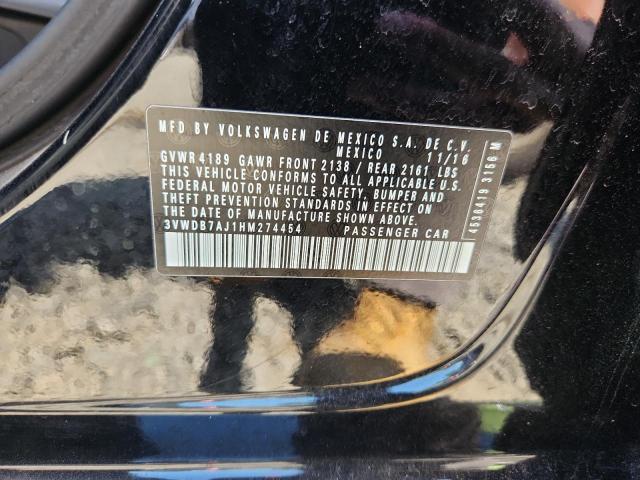 MFD BY VOLKSWAGEN DE MEXICO S.A. DE C.V.
MEXICO 11/16
GVWR 4189 GAWR FRONT 2138 / REAR 2161 LBS
THIS VEHICLE CONFORMS TO ALL APPLICABLE U.S.
FEDERAL MOTOR VEHICLE SAFETY, BUMPER AND
THEFT PREVENTION STANDARDS IN EFFECT ON
THE DATE OF MANUFACTURE SHOWN ABOVE.
3VWDB7AJ1HM274454 PASSENGER CAR
4530419 3156 M